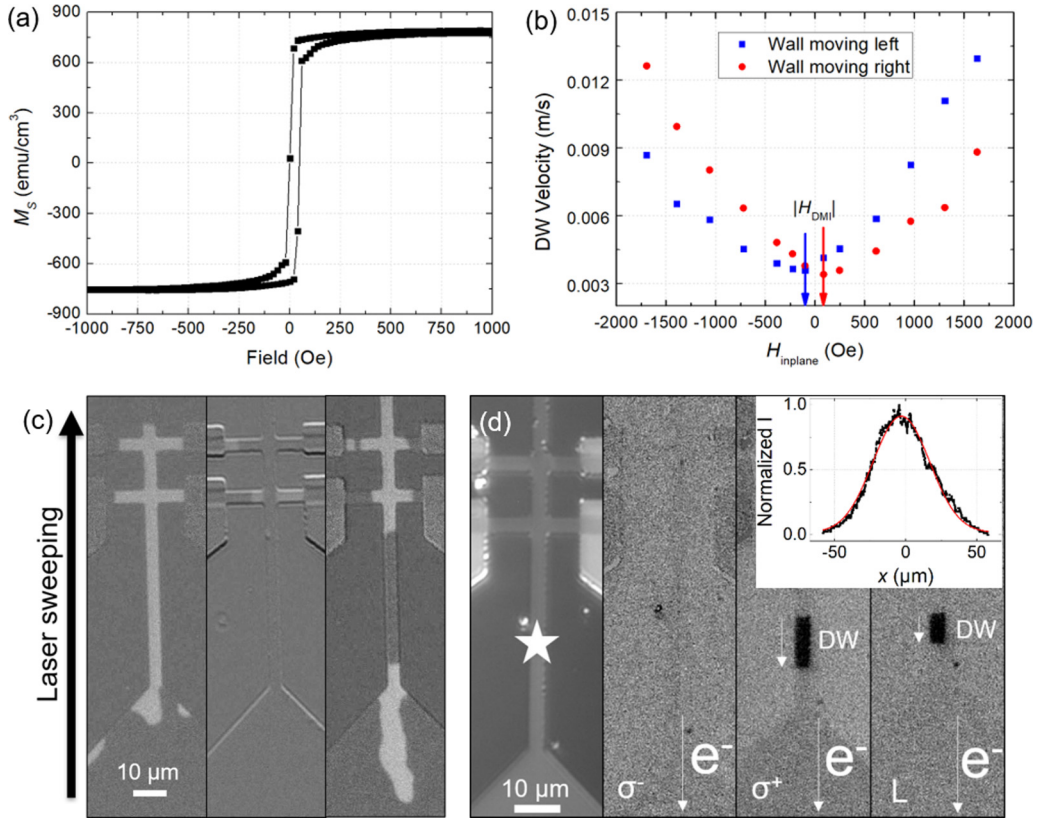 (a)
M_S (emu/cm³)
900
600
300
0
-300
-600
-900
-1000
-750
-500
-250
0
250
500
750
1000
Field (Oe)
(b)
DW Velocity (m/s)
0.015
0.012
0.009
0.006
0.003
Wall moving left
Wall moving right
|H_DMI|
-2000
-1500
-1000
-500
0
500
1000
1500
2000
H_inplane (Oe)
(c)
Laser sweeping
10 µm
(d)
10 µm
σ⁻
e⁻
DW
σ⁺
e⁻
DW
L
e⁻
Normalized I
1.0
0.5
0.0
-50
0
50
x (µm)